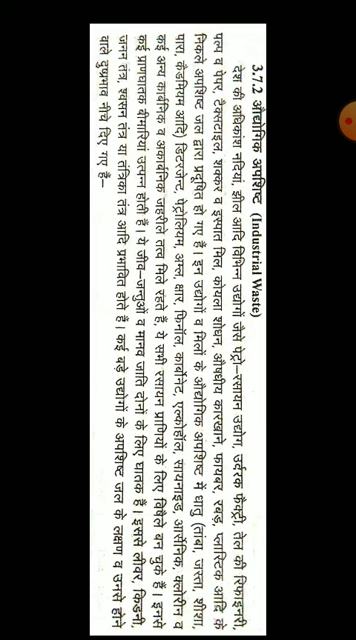 3.7.2 औद्योगिक अपशिष्ट (Industrial Waste)
देश की अधिकांश नदियां, झील आदि विभिन्न उद्योगों जैसे पेट्रो–रसायन उद्योग, उर्वरक फैक्ट्री, तेल की रिफाइनरी,
पल्प व पेपर, टैक्सटाइल, शक्कर व इस्पात मिल, कोयला शोधन, औषधीय कारखाने, फायबर, रबड़, प्लास्टिक आदि के
निकले अपशिष्ट जल द्वारा प्रदूषित हो गए हैं। इन उद्योगों व मिलों के औद्योगिक अपशिष्ट में धातु (तांबा, जस्ता, शीशा,
पारा, कैडमियम आदि) डिटरजेन्ट, पेट्रोलियम, अम्ल, क्षार, फिनॉल, कार्बोनेट, एल्कोहॉल, सायनाइड, आर्सेनिक, क्लोरीन व
कई अन्य कार्बनिक व अकार्बनिक जहरीले तत्व मिले रहते हैं, ये सभी रसायन प्राणियों के लिए विषैले बन चुके हैं। इनसे
कई प्राणघातक बीमारियां उत्पन्न होती हैं। ये जीव–जन्तुओं व मानव जाति दोनों के लिए घातक हैं। इससे लीवर, किडनी,
जनन तंत्र, श्वसन तंत्र या तंत्रिका तंत्र आदि प्रभावित होते हैं। कई बड़े उद्योगों के अपशिष्ट जल के लक्षण व उनसे होने
वाले दुष्प्रभाव नीचे दिए गए है–